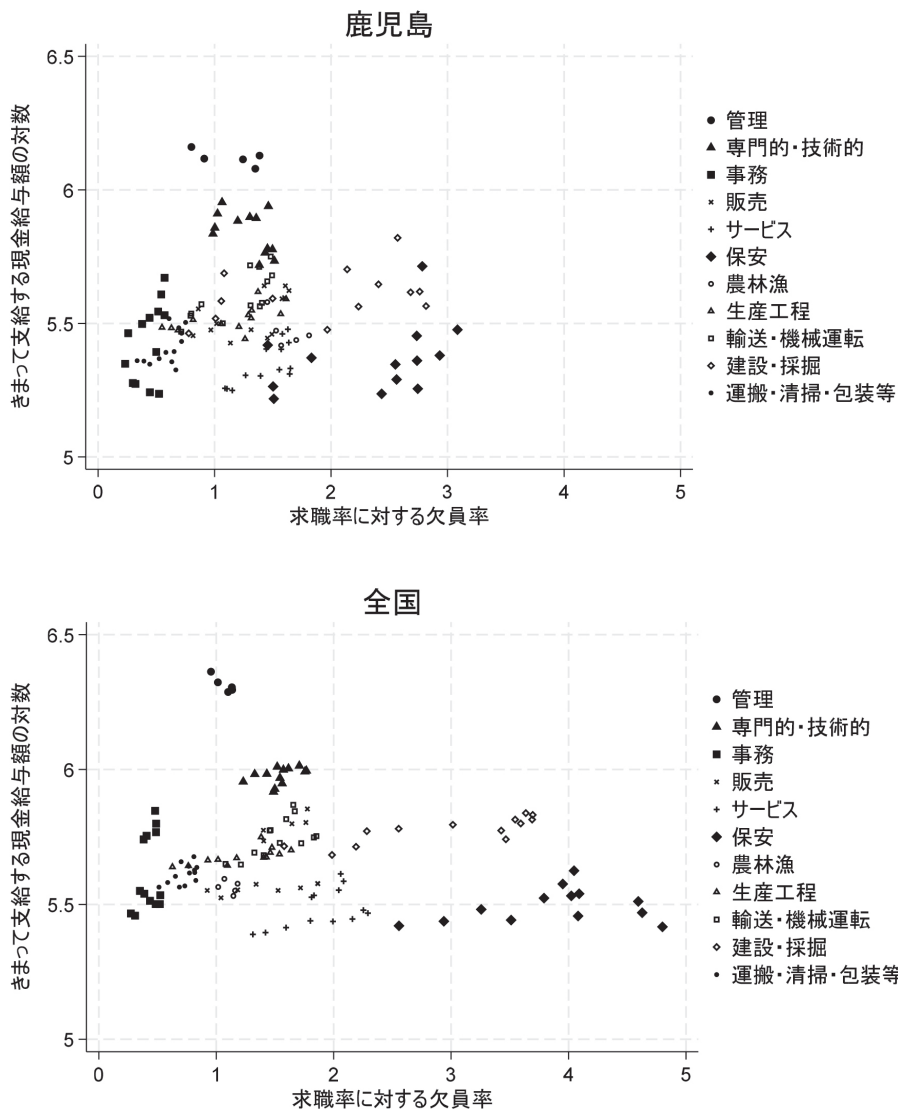 鹿児島
きまって支給する現金給与額の対数
6.5
6
5.5
5
0 1 2 3 4 5
求職率に対する欠員率
管理
専門的・技術的
事務
販売
サービス
保安
農林漁
生産工程
輸送・機械運転
建設・採掘
運搬・清掃・包装等
全国
きまって支給する現金給与額の対数
6.5
6
5.5
5
0 1 2 3 4 5
求職率に対する欠員率
管理
専門的・技術的
事務
販売
サービス
保安
農林漁
生産工程
輸送・機械運転
建設・採掘
運搬・清掃・包装等